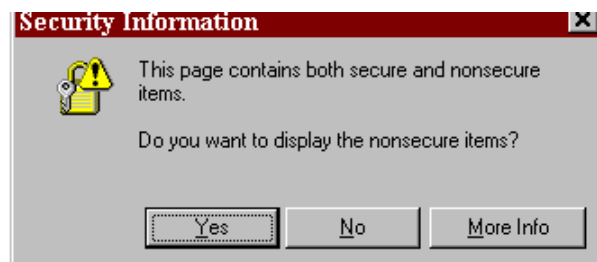 Security Information
This page contains both secure and nonsecure
items.
Do you want to display the nonsecure items?
Yes No More Info